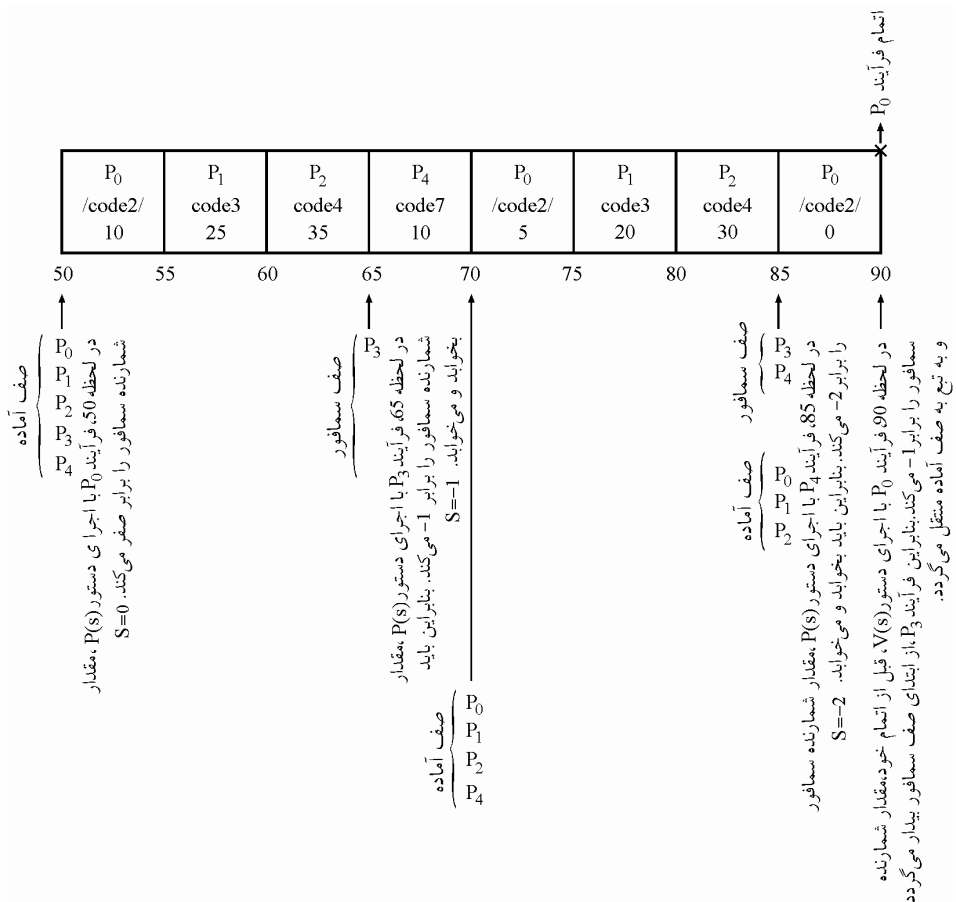 اتمام فرآیند P0
P0 P1 P2 P4 P0 P1 P2 P0
/code2/ code3 code4 code7 /code2/ code3 code4 /code2/
10 25 35 10 5 20 30 0
50 55 60 65 70 75 80 85 90
صف آماده
P0
P1
P2
P3
P4
در لحظه 50، فرآیند P0 با اجرا ی دستور P(s)، مقدار
شمارنده سمافور را برابر صفر می‌کند. S=0
صف سمافور
P3
در لحظه 65، فرآیند P3 با اجرای دستور P(s)، مقدار
شمارنده سمافور را برابر 1- می‌کند. بنابراین باید
بخوابد و می‌خوابد. S=-1
صف آماده
P0
P1
P2
P4
صف سمافور
P3
P4
صف آماده
P0
P1
P2
در لحظه 85، فرآیند P4 با اجرای دستور P(s)، مقدار شمارنده سمافور
را برابر 2- می‌کند. بنابراین باید بخوابد و می‌خوابد. S=-2
در لحظه 90 فرآیند P0 با اجرای دستور V(s)، قبل از اتمام خود، مقدار شمارنده
سمافور را برابر 1- می‌کند. بنابراین فرآیند P3، از ابتدای صف سمافور بیدار می‌گردد
و به تبع به صف آماده منتقل می‌گردد.